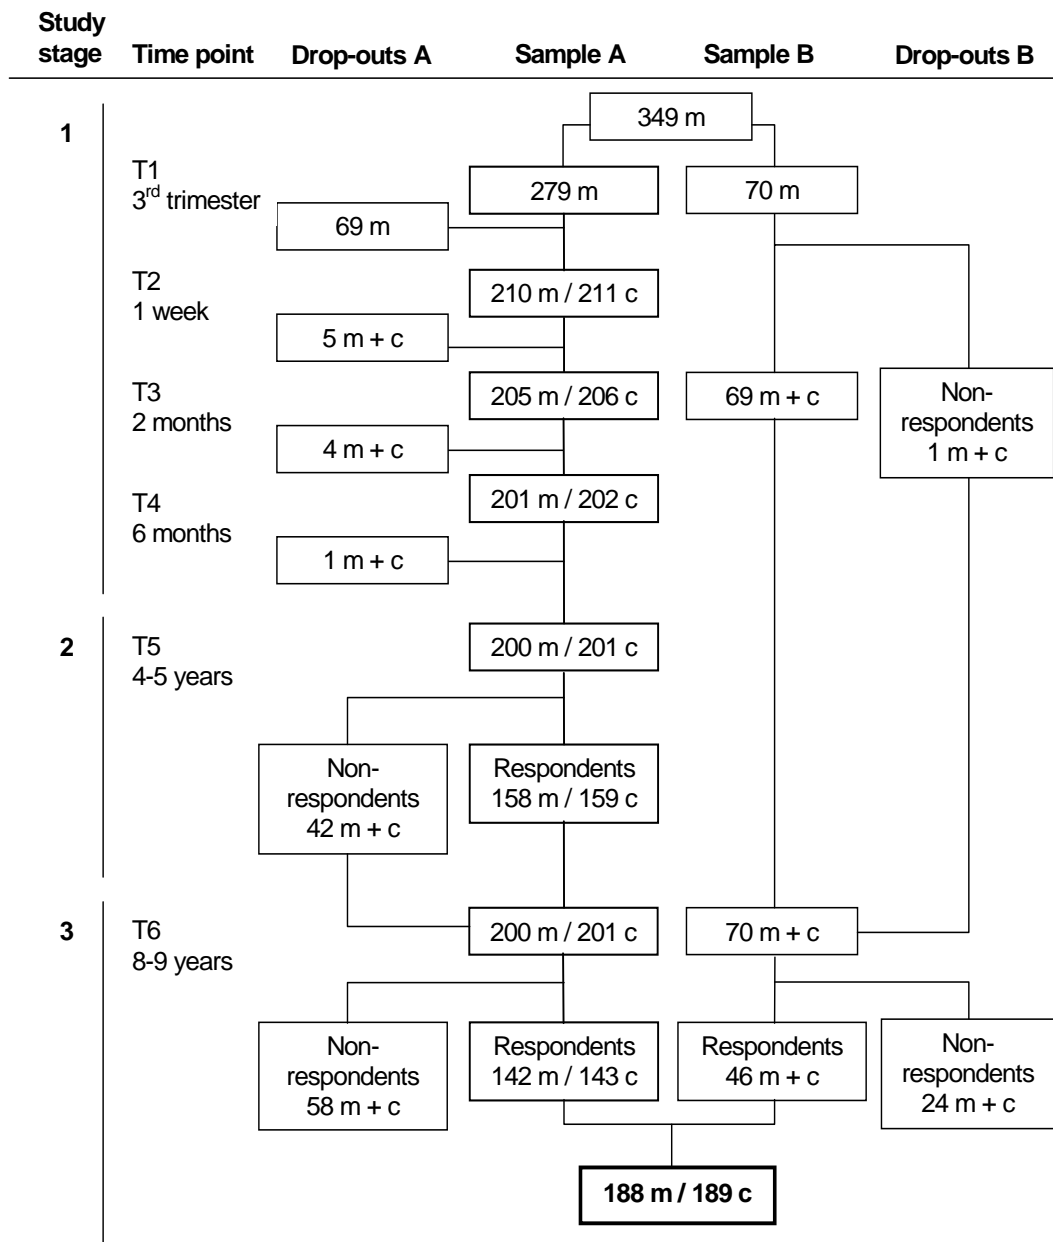 Study
stage Time point Drop-outs A Sample A Sample B Drop-outs B
349 m
1
T1
3rd trimester
279 m
70 m
69 m
T2
1 week
210 m / 211 c
5 m + c
T3
2 months
205 m / 206 c
69 m + c
Non-
respondents
1 m + c
4 m + c
T4
6 months
201 m / 202 c
1 m + c
2
T5
4-5 years
200 m / 201 c
Non-
respondents
42 m + c
Respondents
158 m / 159 c
3
T6
8-9 years
200 m / 201 c
70 m + c
Non-
respondents
58 m + c
Respondents
142 m / 143 c
Respondents
46 m + c
Non-
respondents
24 m + c
188 m / 189 c